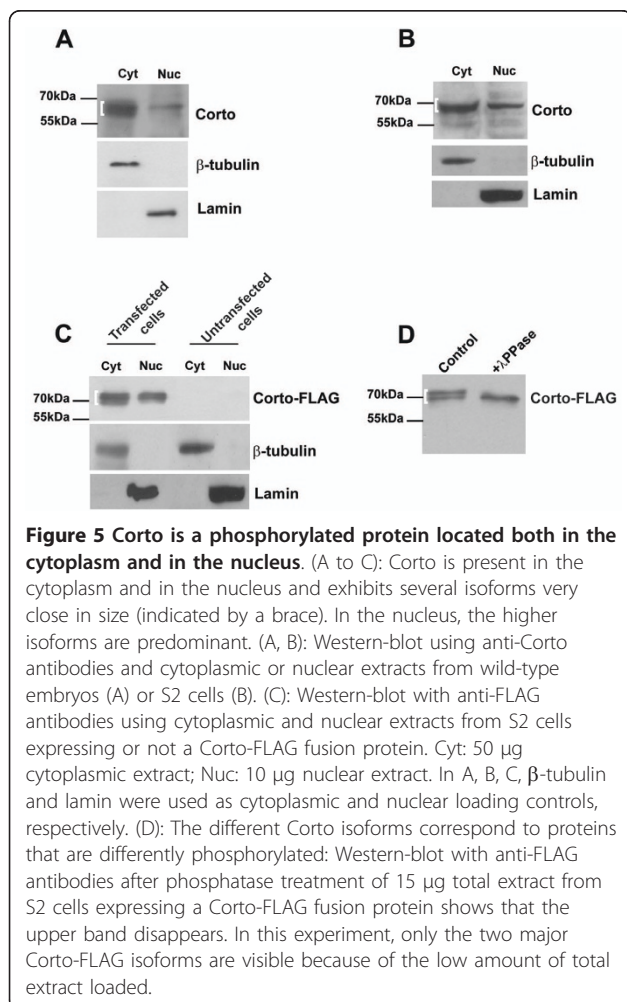 A
Cyt Nuc
70kDa
55kDa
Corto
β-tubulin
Lamin
B
Cyt Nuc
70kDa
55kDa
Corto
β-tubulin
Lamin
C
Transfected cells
Untransfected cells
Cyt Nuc Cyt Nuc
70kDa
55kDa
Corto-FLAG
β-tubulin
Lamin
D
Control
+λPPase
70kDa
55kDa
Corto-FLAG
Figure 5 Corto is a phosphorylated protein located both in the
cytoplasm and in the nucleus. (A to C): Corto is present in the
cytoplasm and in the nucleus and exhibits several isoforms very
close in size (indicated by a brace). In the nucleus, the higher
isoforms are predominant. (A, B): Western-blot using anti-Corto
antibodies and cytoplasmic or nuclear extracts from wild-type
embryos (A) or S2 cells (B). (C): Western-blot with anti-FLAG
antibodies using cytoplasmic and nuclear extracts from S2 cells
expressing or not a Corto-FLAG fusion protein. Cyt: 50 μg
cytoplasmic extract; Nuc: 10 μg nuclear extract. In A, B, C, β-tubulin
and lamin were used as cytoplasmic and nuclear loading controls,
respectively. (D): The different Corto isoforms correspond to proteins
that are differently phosphorylated: Western-blot with anti-FLAG
antibodies after phosphatase treatment of 15 μg total extract from
S2 cells expressing a Corto-FLAG fusion protein shows that the
upper band disappears. In this experiment, only the two major
Corto-FLAG isoforms are visible because of the low amount of total
extract loaded.